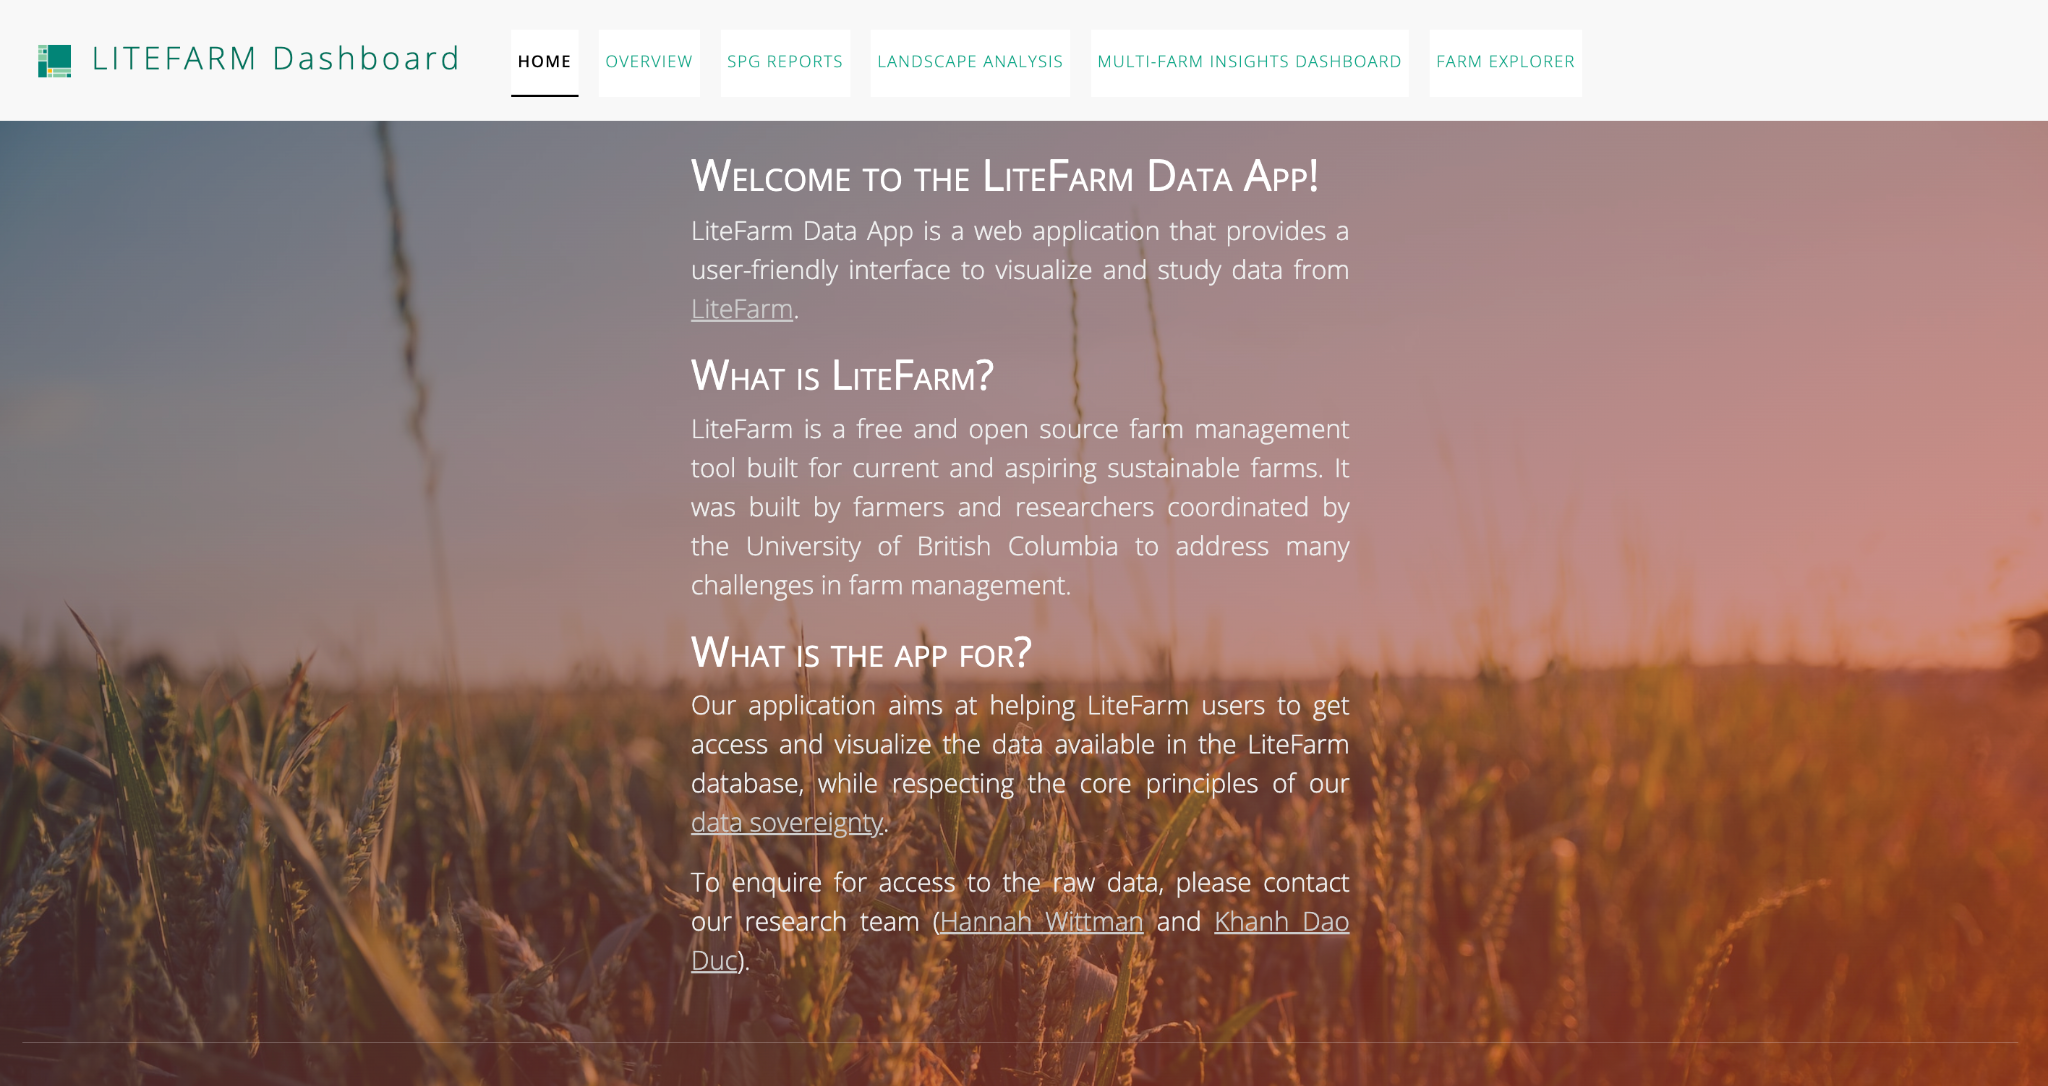 LITEFARM Dashboard
HOME
OVERVIEW
SPG REPORTS
LANDSCAPE ANALYSIS
MULTI-FARM INSIGHTS DASHBOARD
FARM EXPLORER
Welcome to the LiteFarm Data App!
LiteFarm Data App is a web application that provides a
user-friendly interface to visualize and study data from
LiteFarm.
What is LiteFarm?
LiteFarm is a free and open source farm management
tool built for current and aspiring sustainable farms. It
was built by farmers and researchers coordinated by
the University of British Columbia to address many
challenges in farm management.
What is the app for?
Our application aims at helping LiteFarm users to get
access and visualize the data available in the LiteFarm
database, while respecting the core principles of our
data sovereignty.
To enquire for access to the raw data, please contact
our research team (Hannah Wittman and Khanh Dao
Duc).